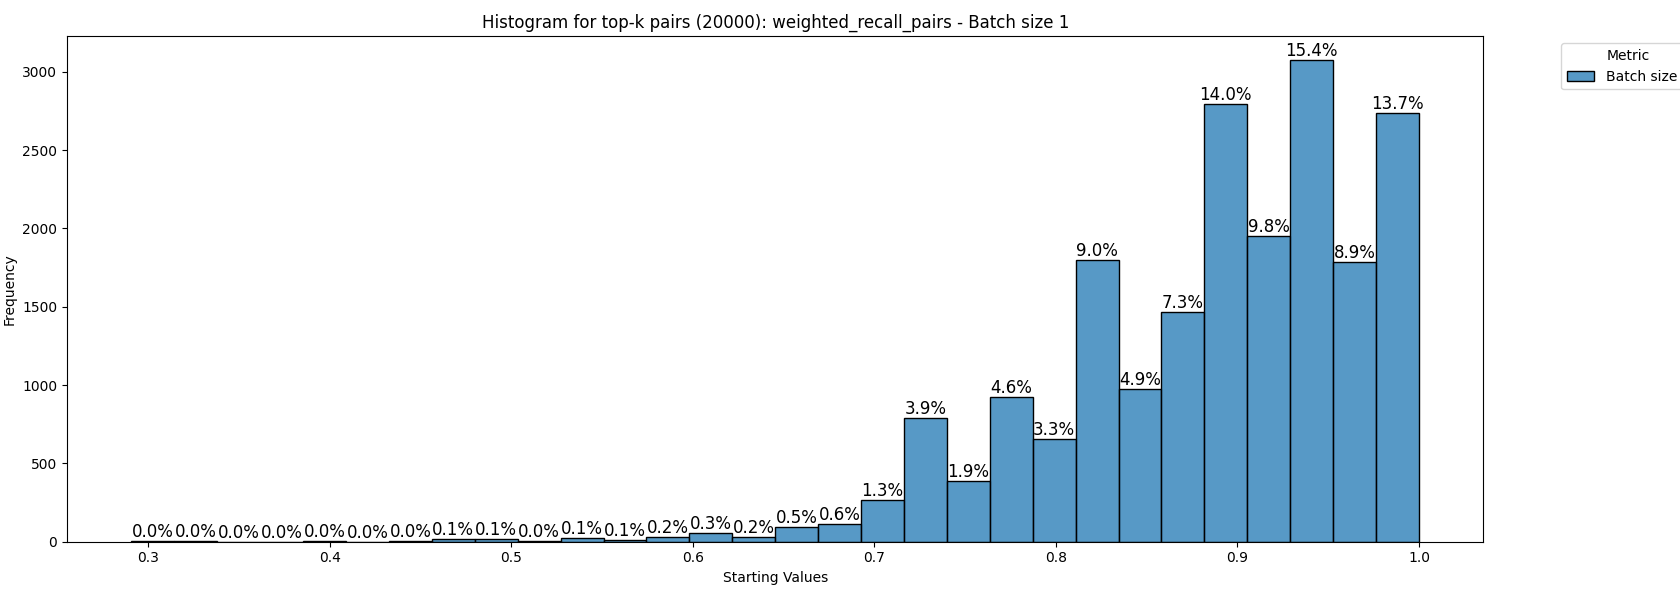 Histogram for top-k pairs (20000): weighted_recall_pairs - Batch size 1
Metric
Batch size
Frequency
3000
2500
2000
1500
1000
500
0
0.0% 0.0% 0.0% 0.0% 0.0% 0.0% 0.0% 0.1% 0.1% 0.0% 0.1% 0.1% 0.2% 0.3% 0.2% 0.5% 0.6% 1.3% 3.9% 1.9% 4.6% 3.3% 9.0% 4.9% 7.3% 14.0% 9.8% 15.4% 8.9% 13.7%
0.3 0.4 0.5 0.6 0.7 0.8 0.9 1.0
Starting Values